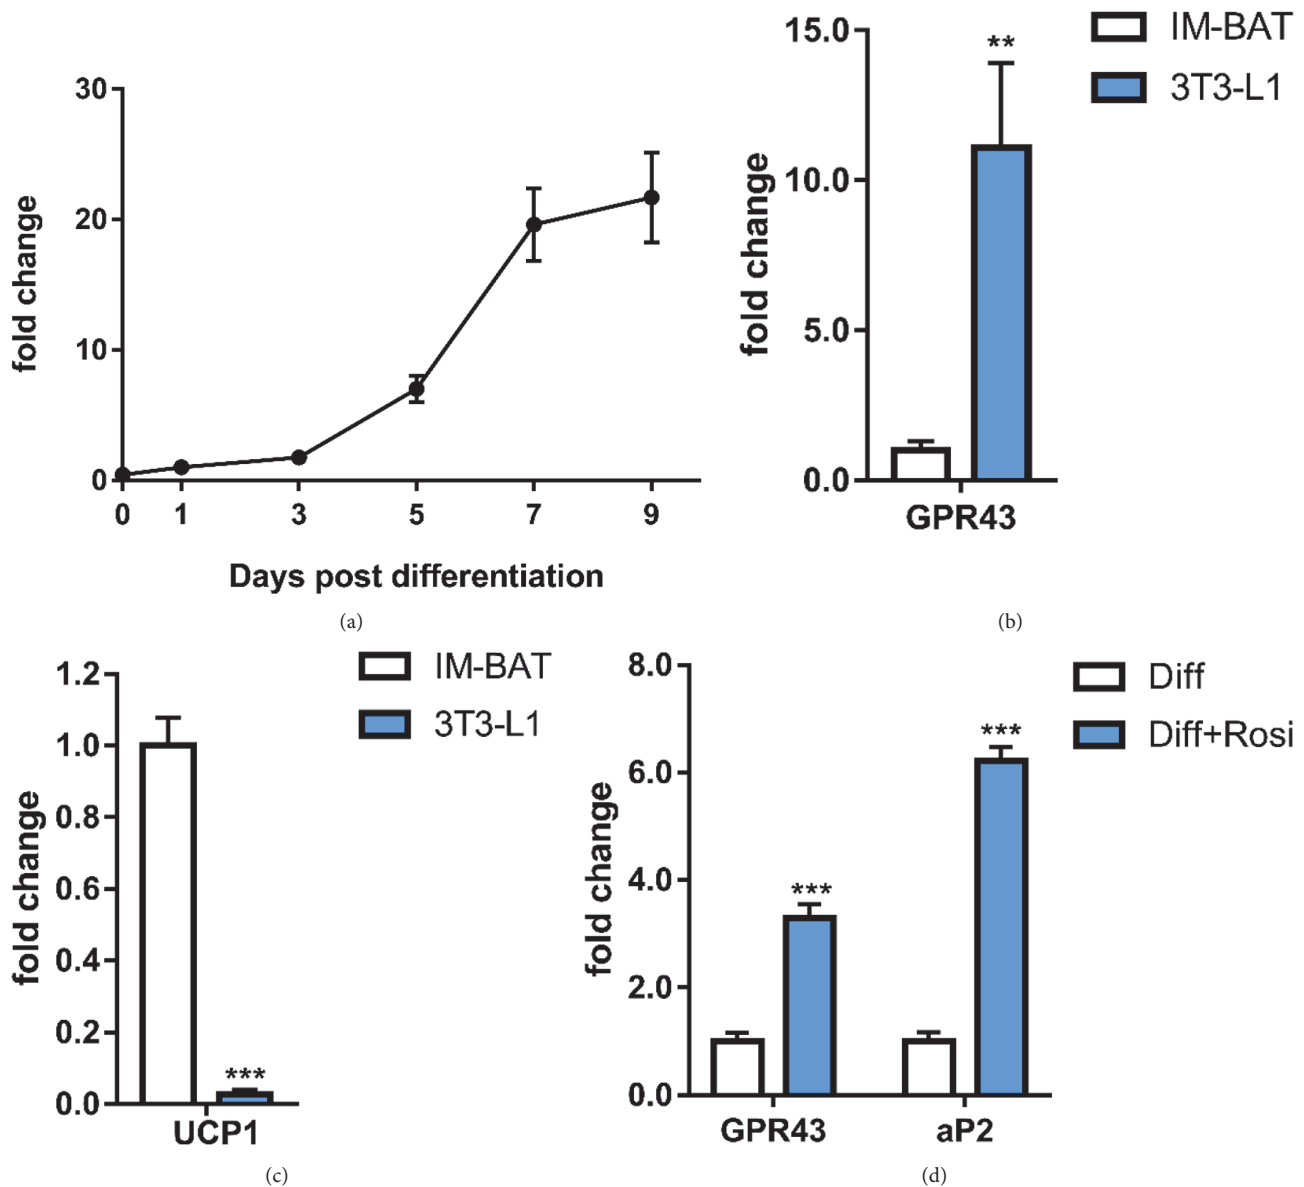 30
20
10
0
fold change
0 1 3 5 7 9
Days post differentiation
(a)
15.0
10.0
5.0
0.0
fold change
**
GPR43
IM-BAT
3T3-L1
(b)
1.2
1.0
0.8
0.6
0.4
0.2
0.0
fold change
***
UCP1
IM-BAT
3T3-L1
(c)
8.0
6.0
4.0
2.0
0.0
fold change
***
***
GPR43 aP2
Diff
Diff+Rosi
(d)